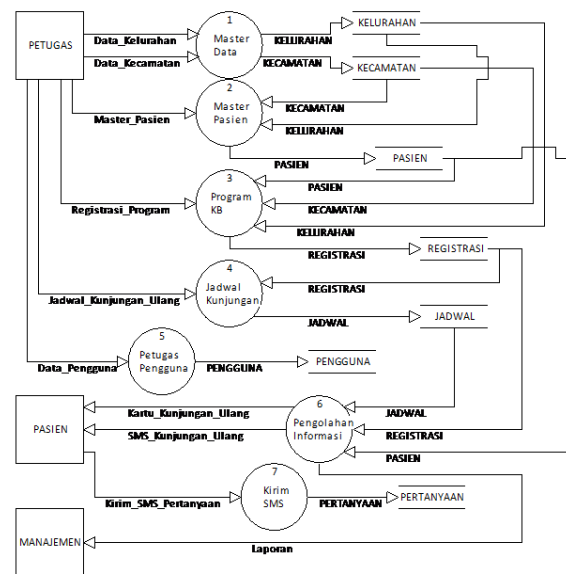 PETUGAS
Data_Kelurahan
Data_Kecamatan
1
Master
Data
KELURAHAN
KECAMATAN
KELURAHAN
KECAMATAN
2
Master
Pasien
Master_Pasien
KECAMATAN
KELURAHAN
PASIEN
PASIEN
3
Program
KB
Registrasi_Program
PASIEN
KECAMATAN
KELURAHAN
REGISTRASI
REGISTRASI
4
Jadwal
Kunjungan
Jadwal_Kunjungan_Ulang
REGISTRASI
JADWAL
JADWAL
5
Petugas
Pengguna
Data_Pengguna
PENGGUNA
PENGGUNA
PASIEN
Kartu_Kunjungan_Ulang
SMS_Kunjungan_Ulang
6
Pengolahan
Informasi
JADWAL
REGISTRASI
PASIEN
7
Kirim
SMS
Kirim_SMS_Pertanyaan
PERTANYAAN
PERTANYAAN
MANAJEMEN
Laporan